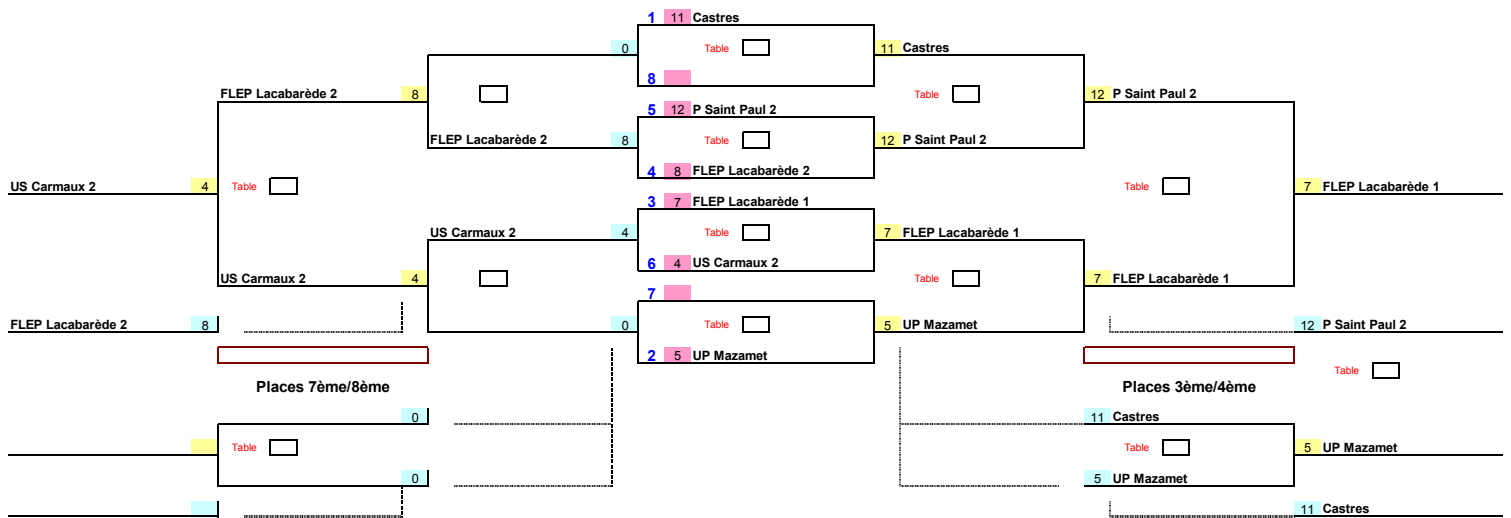 1 11 Castres
0 Table 11 Castres
8
FLEP Lacabarède 2 8 Table 12 P Saint Paul 2
5 12 P Saint Paul 2
FLEP Lacabarède 2 8 Table 12 P Saint Paul 2
4 8 FLEP Lacabarède 2
US Carmaux 2 4 Table Table 7 FLEP Lacabarède 1
3 7 FLEP Lacabarède 1
US Carmaux 2 4 Table 7 FLEP Lacabarède 1
6 4 US Carmaux 2
US Carmaux 2 4 Table 7 FLEP Lacabarède 1
7
FLEP Lacabarède 2 8 0 Table 5 UP Mazamet 12 P Saint Paul 2
2 5 UP Mazamet
Table
Places 7ème/8ème Places 3ème/4ème
0 11 Castres
Table Table 5 UP Mazamet
0 5 UP Mazamet
11 Castres